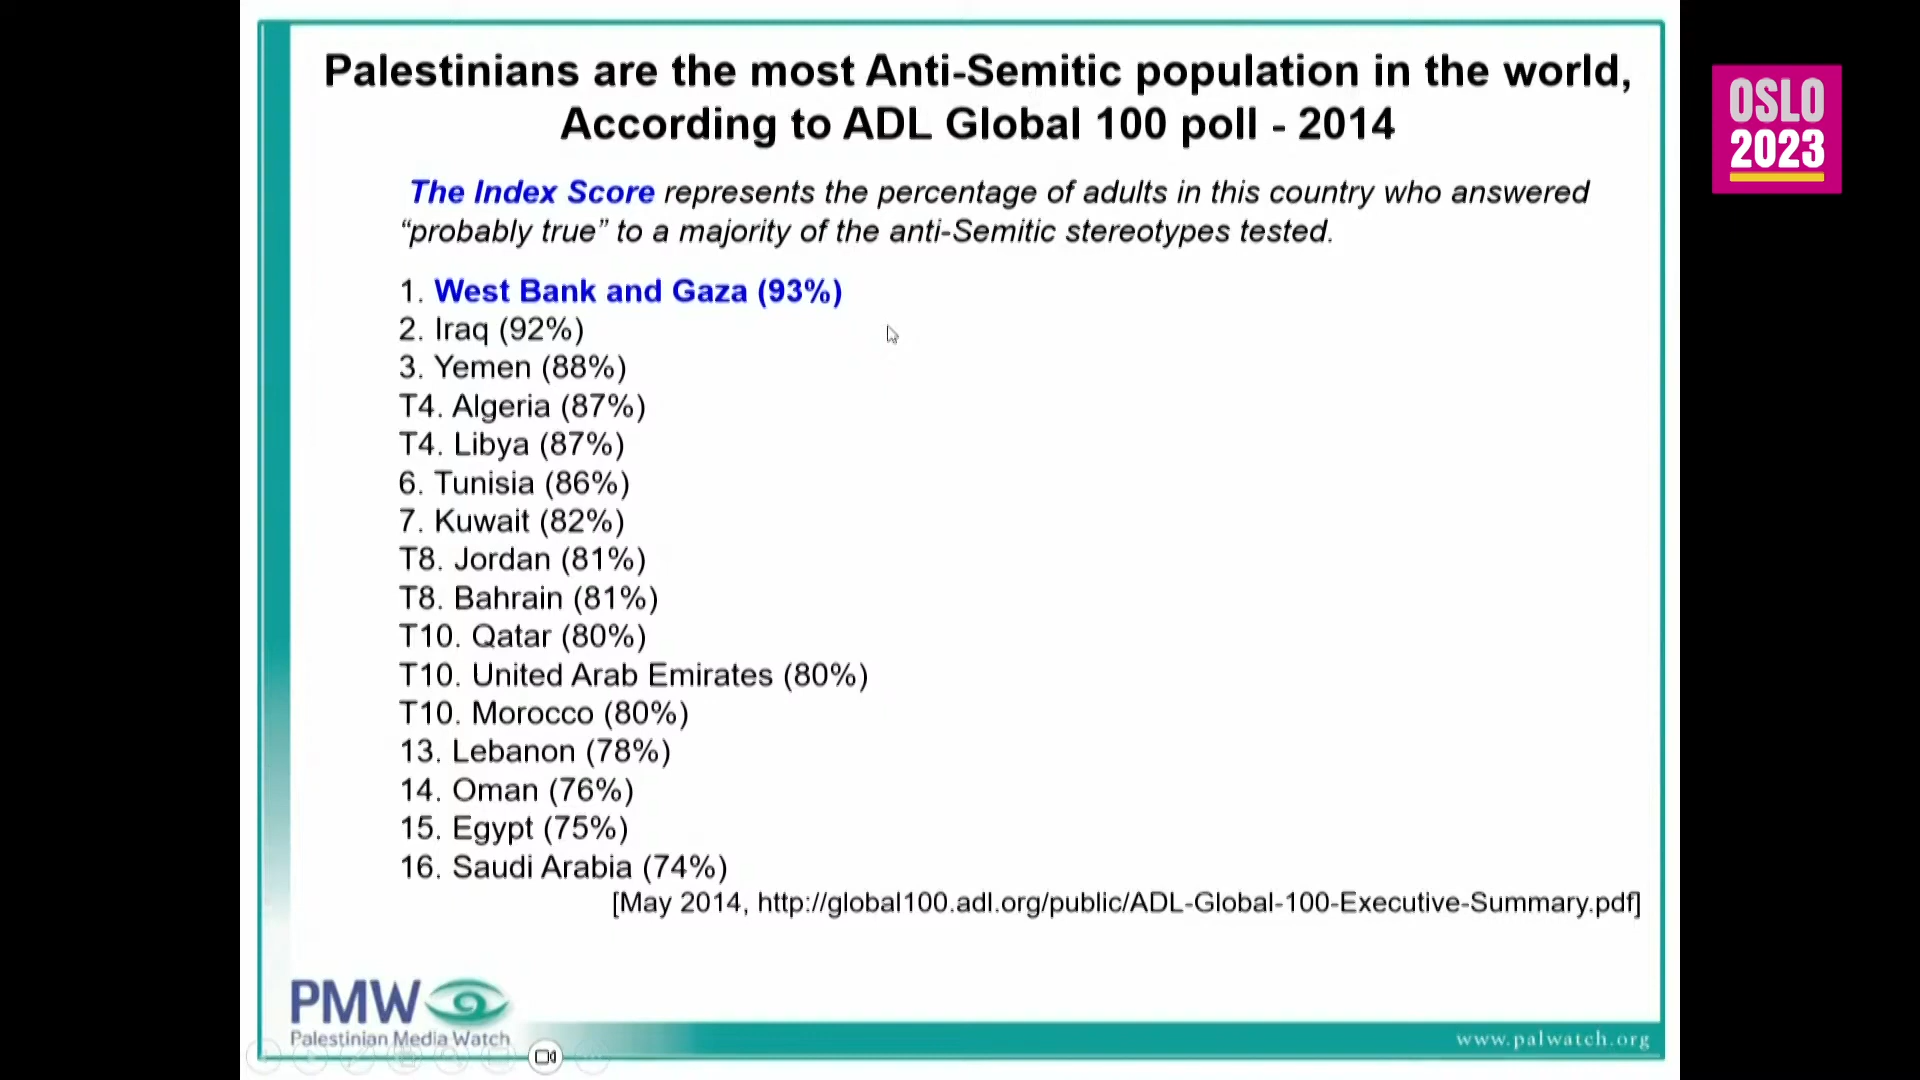 Palestinians are the most Anti-Semitic population in the world,
According to ADL Global 100 poll - 2014
The Index Score represents the percentage of adults in this country who answered
“probably true” to a majority of the anti-Semitic stereotypes tested.
1. West Bank and Gaza (93%)
2. Iraq (92%)
3. Yemen (88%)
T4. Algeria (87%)
T4. Libya (87%)
6. Tunisia (86%)
7. Kuwait (82%)
T8. Jordan (81%)
T8. Bahrain (81%)
T10. Qatar (80%)
T10. United Arab Emirates (80%)
T10. Morocco (80%)
13. Lebanon (78%)
14. Oman (76%)
15. Egypt (75%)
16. Saudi Arabia (74%)
[May 2014, http://global100.adl.org/public/ADL-Global-100-Executive-Summary.pdf]
PMW
Palestinian Media Watch
www.palwatch.org
OSLO
2023